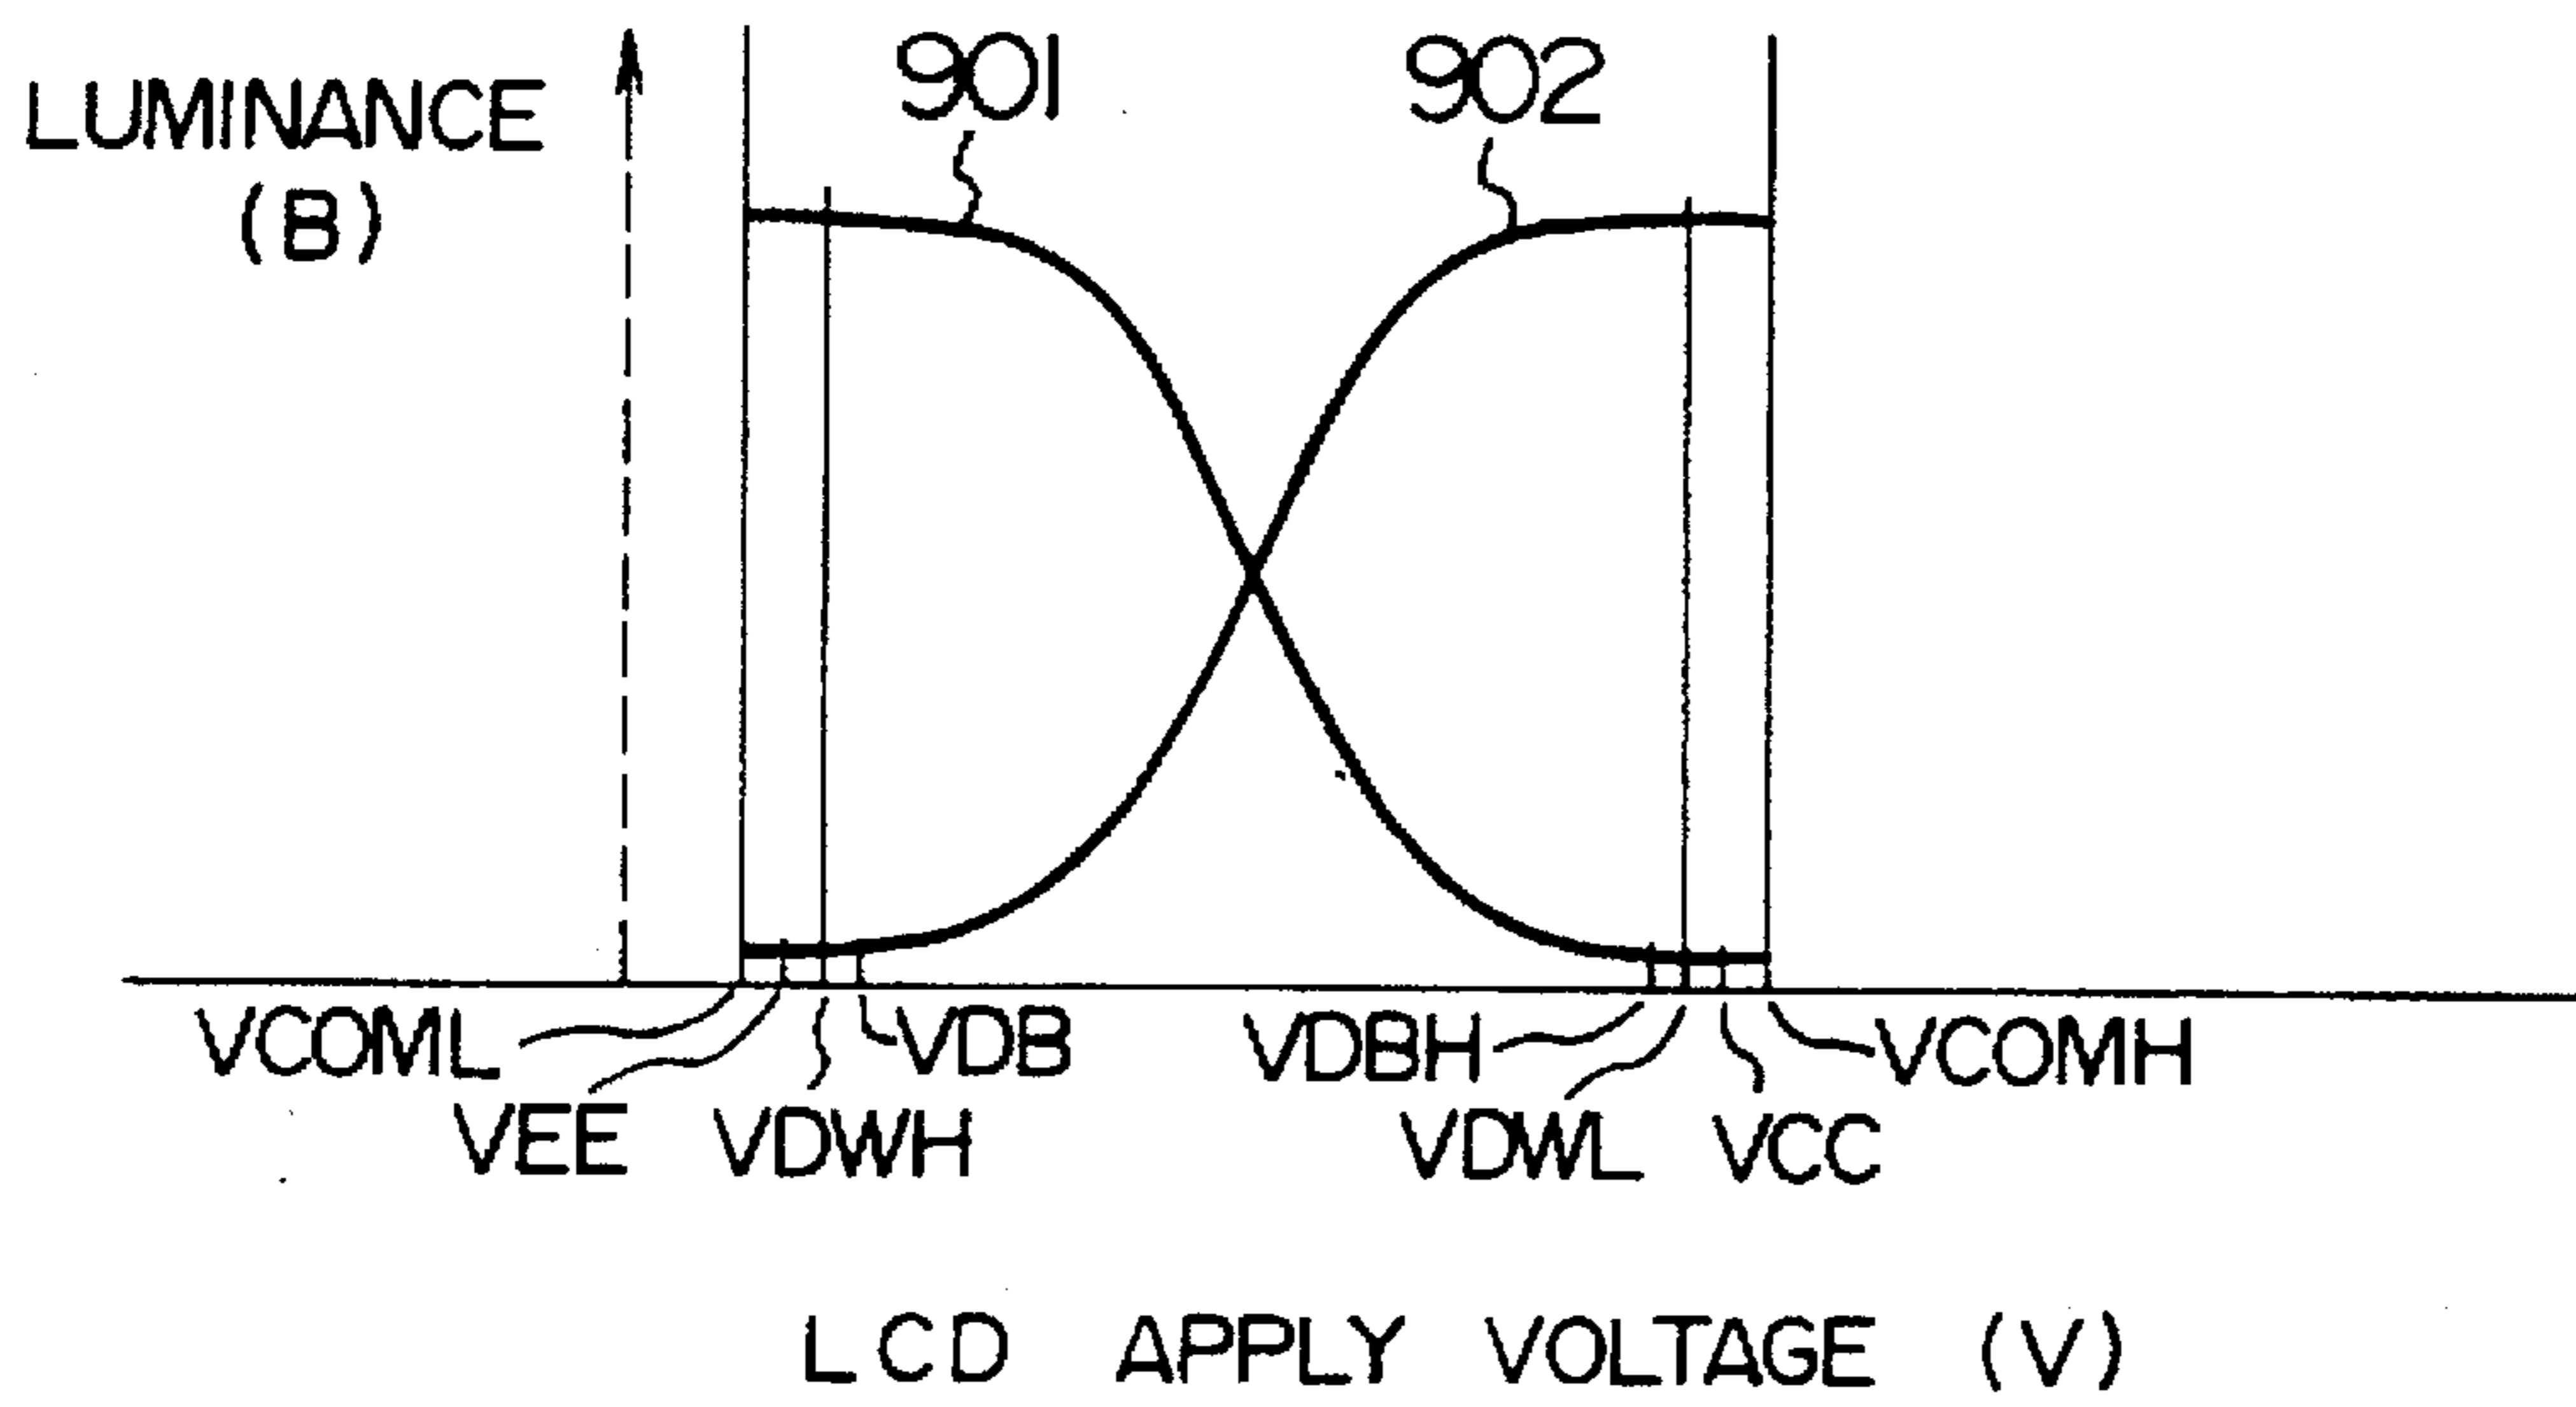 LUMINANCE
(B)
901
902
VCOML
VEE
VDWH
VDB
VDBH
VDWL
VCC
VCOMH
LCD APPLY VOLTAGE (V)